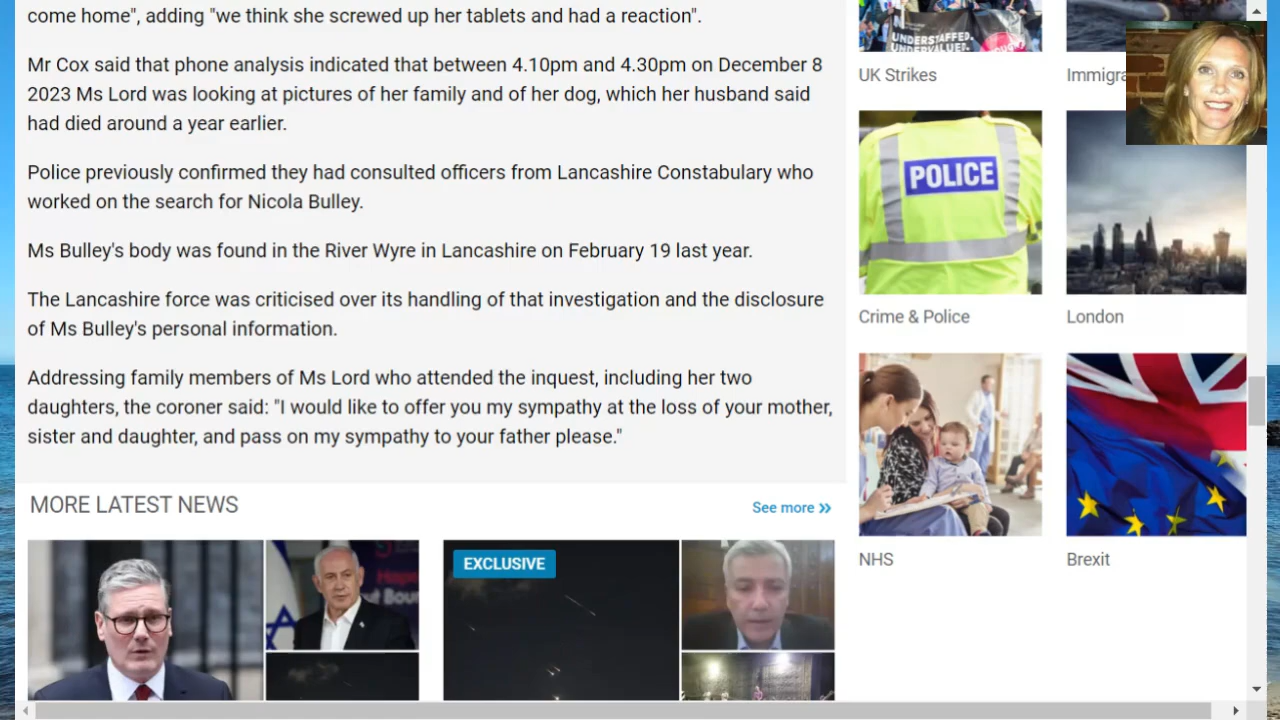 come home", adding "we think she screwed up her tablets and had a reaction".
Mr Cox said that phone analysis indicated that between 4.10pm and 4.30pm on December 8
2023 Ms Lord was looking at pictures of her family and of her dog, which her husband said
had died around a year earlier.
Police previously confirmed they had consulted officers from Lancashire Constabulary who
worked on the search for Nicola Bulley.
Ms Bulley's body was found in the River Wyre in Lancashire on February 19 last year.
The Lancashire force was criticised over its handling of that investigation and the disclosure
of Ms Bulley's personal information.
Addressing family members of Ms Lord who attended the inquest, including her two
daughters, the coroner said: "I would like to offer you my sympathy at the loss of your mother,
sister and daughter, and pass on my sympathy to your father please."
MORE LATEST NEWS
See more »
EXCLUSIVE
UNDERSTAFFED.
UNDERVALUED.
UK Strikes
Immigra
POLICE
Crime & Police
London
NHS
Brexit